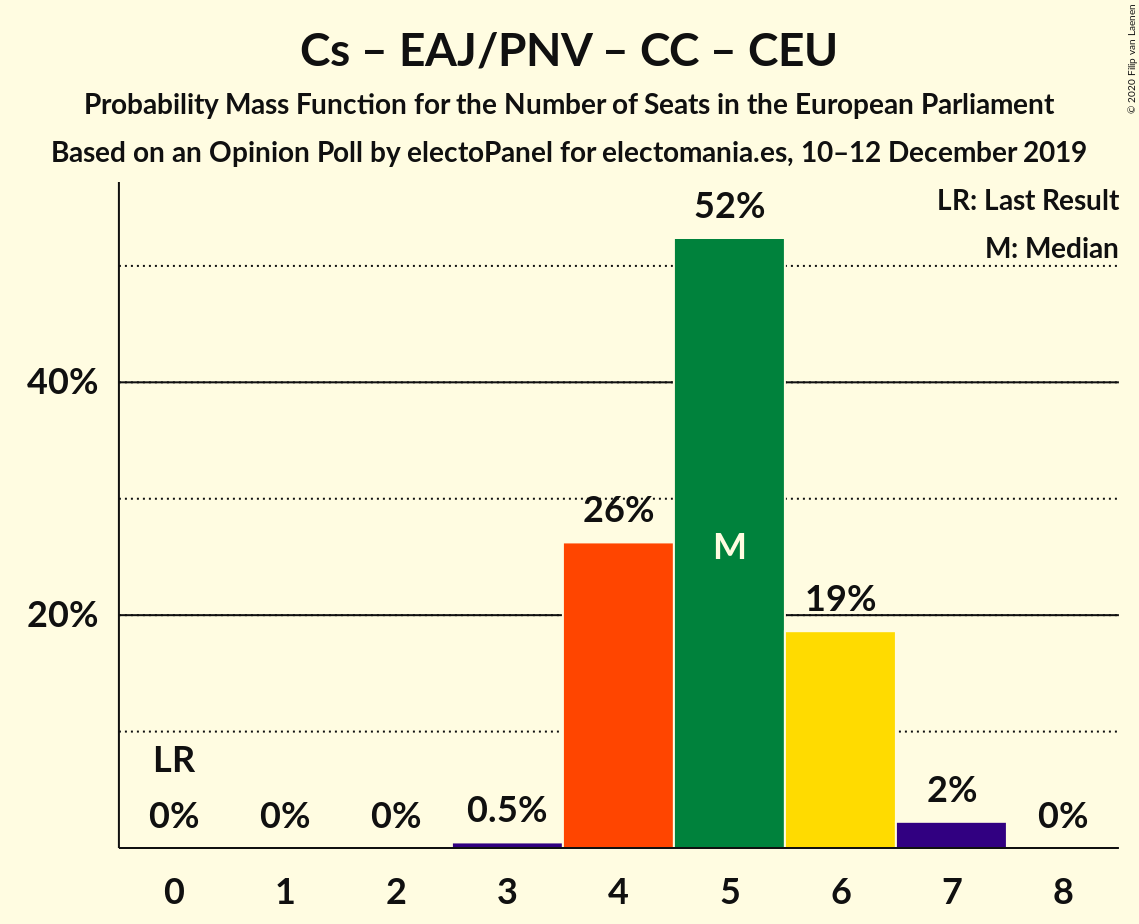 Cs – EAJ/PNV – CC – CEU
Probability Mass Function for the Number of Seats in the European Parliament
Based on an Opinion Poll by electoPanel for electomania.es, 10–12 December 2019
© 2020 Filip van Laenen
LR: Last Result
M: Median
52%
40%
26%
M
19%
20%
LR
0%
0%
0%
0.5%
2%
0%
0 1 2 3 4 5 6 7 8